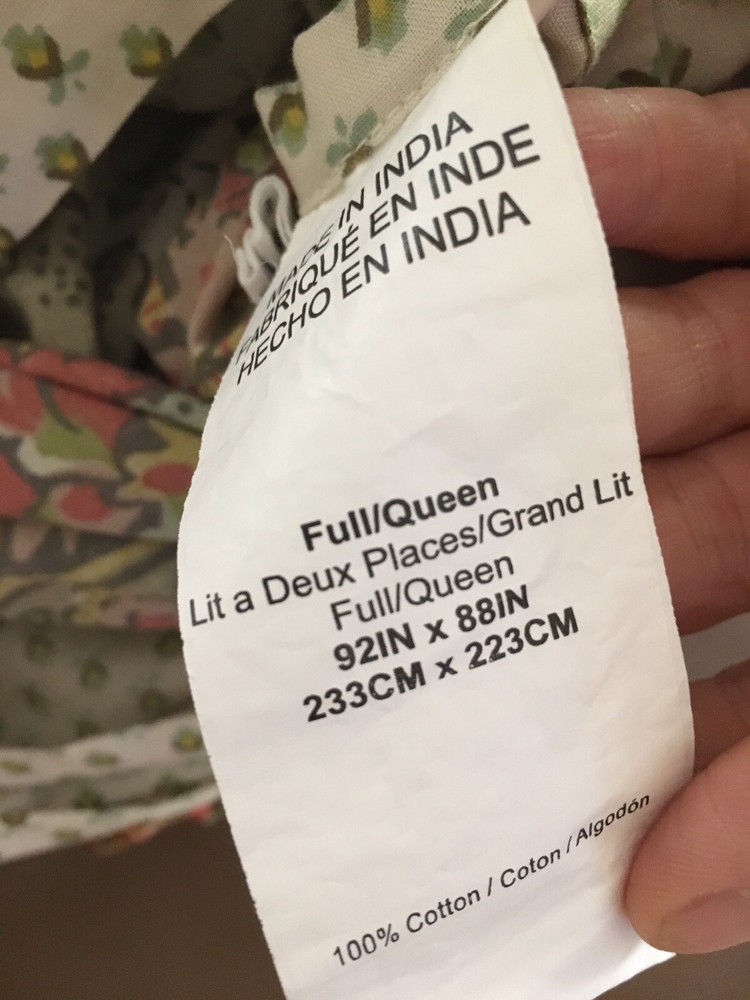 MADE IN INDIA
FABRIQUÉ EN INDE
HECHO EN INDIA
Full/Queen
Lit a Deux Places/Grand Lit
Full/Queen
92IN x 88IN
233CM x 223CM
100% Cotton / Coton / Algodón